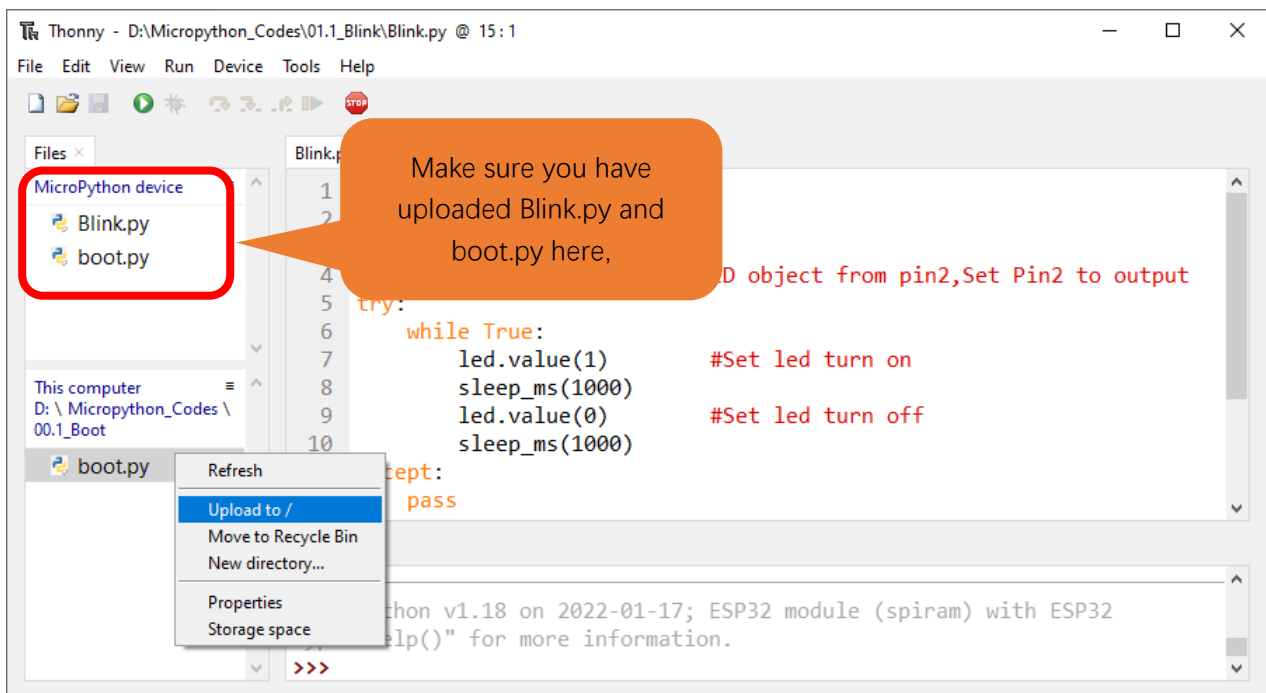 Thonny - D:\Micropython_Codes\01.1_Blink\Blink.py @ 15 : 1
File Edit View Run Device Tools Help
STOP
Files ×
MicroPython device
Blink.py
boot.py
This computer
D: \ Micropython_Codes \
00.1_Boot
boot.py
Refresh
Upload to /
Move to Recycle Bin
New directory...
Properties
Storage space
Make sure you have
uploaded Blink.py and
boot.py here,
1
2
4 object from pin2,Set Pin2 to output
5 try:
6 while True:
7 led.value(1) #Set led turn on
8 sleep_ms(1000)
9 led.value(0) #Set led turn off
10 sleep_ms(1000)
cept:
pass
thon v1.18 on 2022-01-17; ESP32 module (spiram) with ESP32
elp()" for more information.
>>>